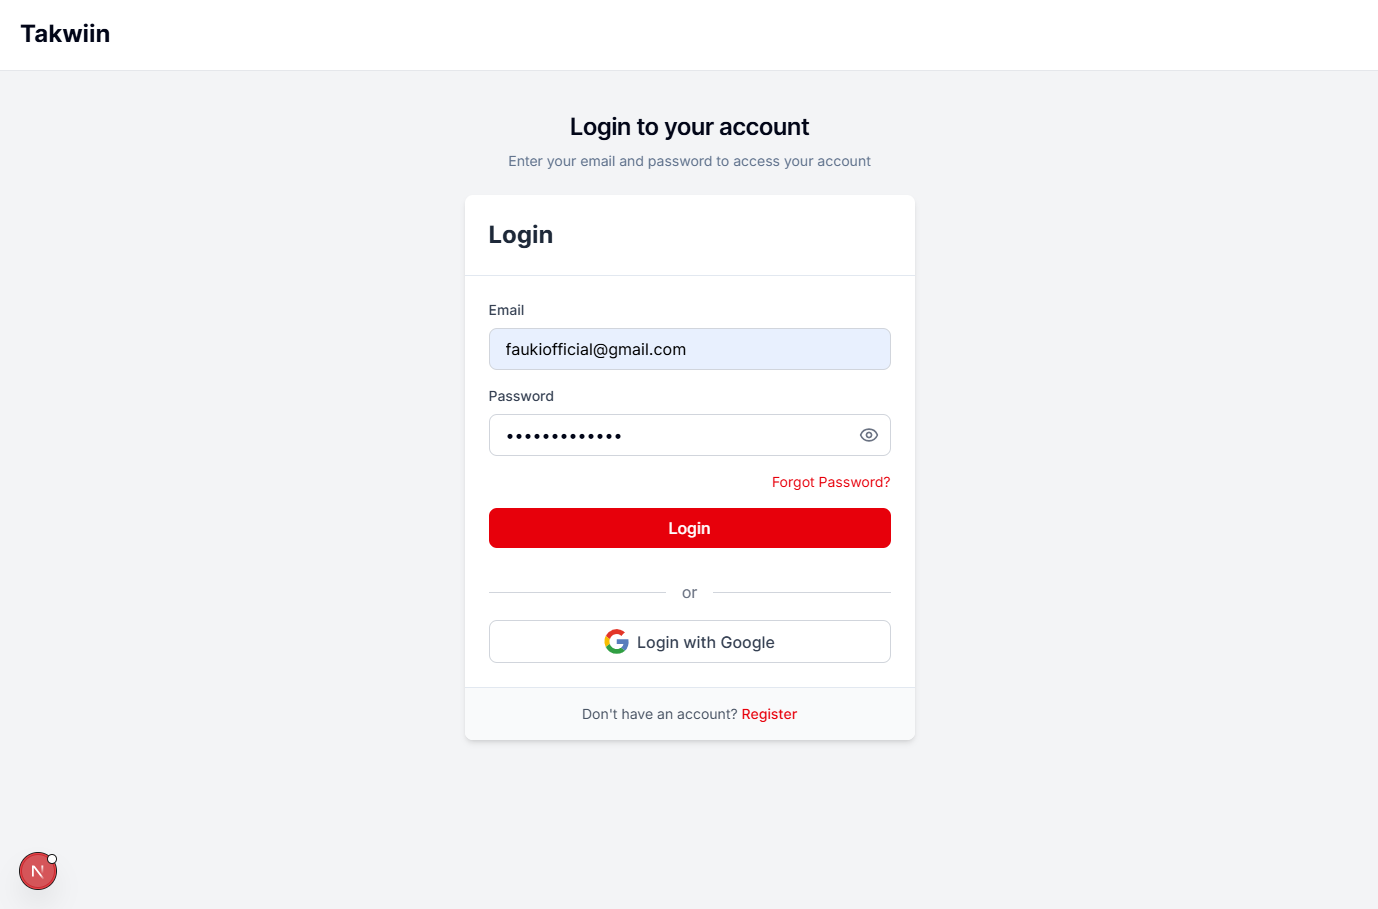 Takwiin
Login to your account
Enter your email and password to access your account
Login
Email
faukiofficial@gmail.com
Password
•••••••••••••
Forgot Password?
Login
or
Login with Google
Don't have an account? Register
N